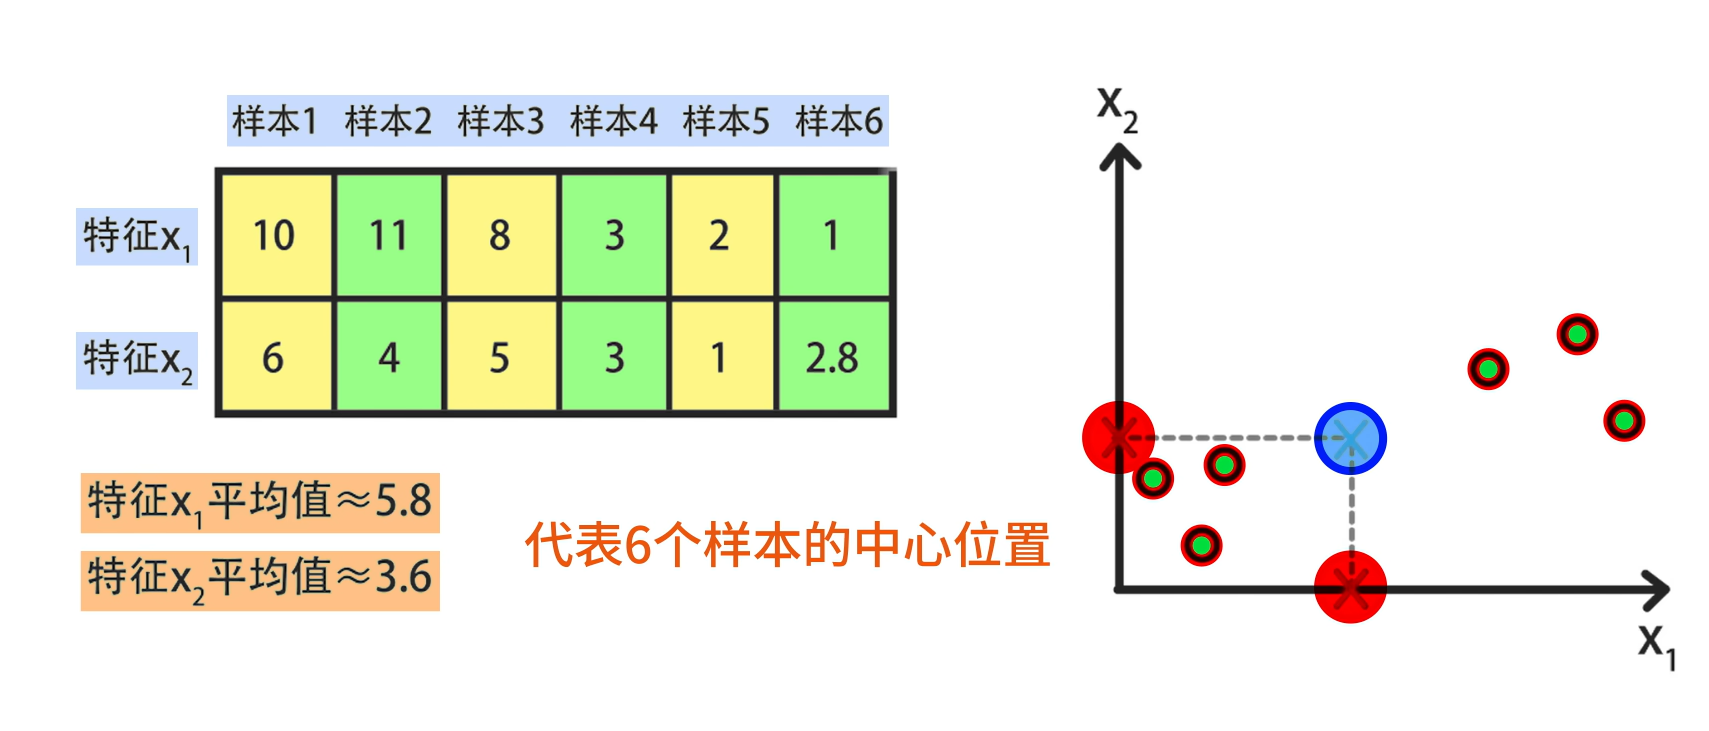 样本1 样本2 样本3 样本4 样本5 样本6
特征x₁ 10 11 8 3 2 1
特征x₂ 6 4 5 3 1 2.8
特征x₁平均值≈5.8
特征x₂平均值≈3.6
代表6个样本的中心位置
x₂
x₁